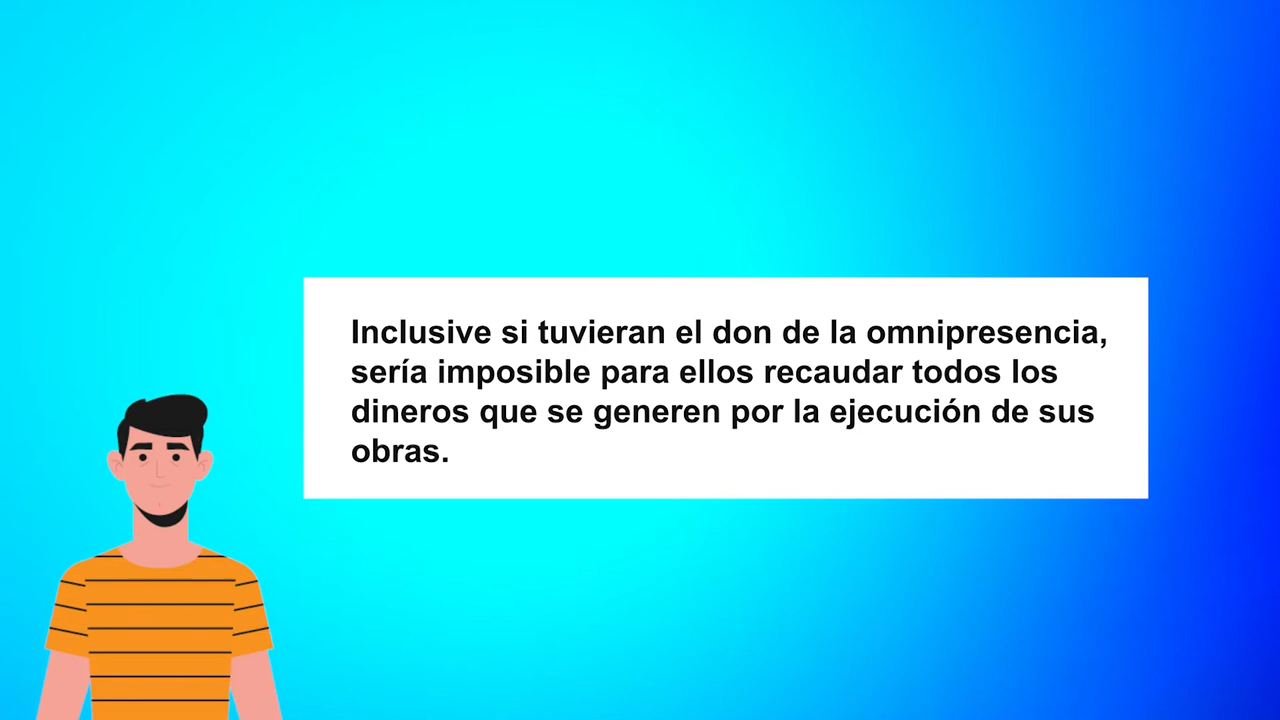 Inclusive si tuvieran el don de la omnipresencia,
sería imposible para ellos recaudar todos los
dineros que se generen por la ejecución de sus
obras.